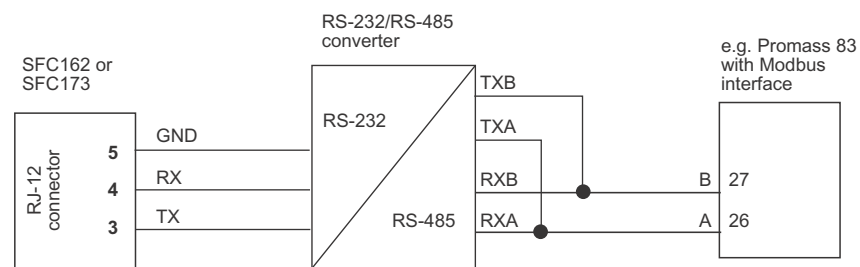 RS-232/RS-485
converter
SFC162 or
SFC173
e.g. Promass 83
with Modbus
interface
RJ-12
connector
5 GND
4 RX
3 TX
RS-232
RS-485
TXB
TXA
RXB B 27
RXA A 26